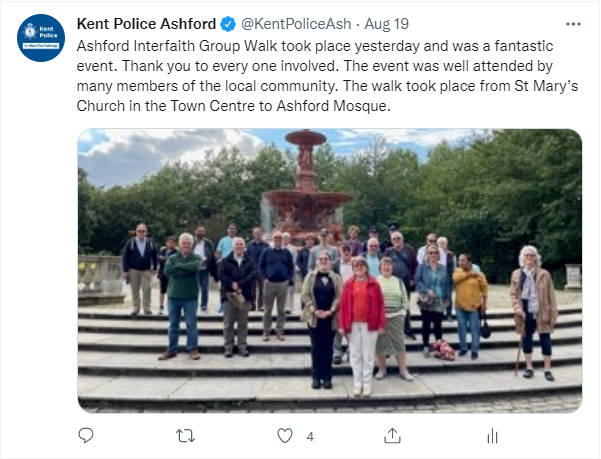 Kent Police Ashford @KentPoliceAsh · Aug 19
Ashford Interfaith Group Walk took place yesterday and was a fantastic
event. Thank you to every one involved. The event was well attended by
many members of the local community. The walk took place from St Mary's
Church in the Town Centre to Ashford Mosque.
Kent
Police
4